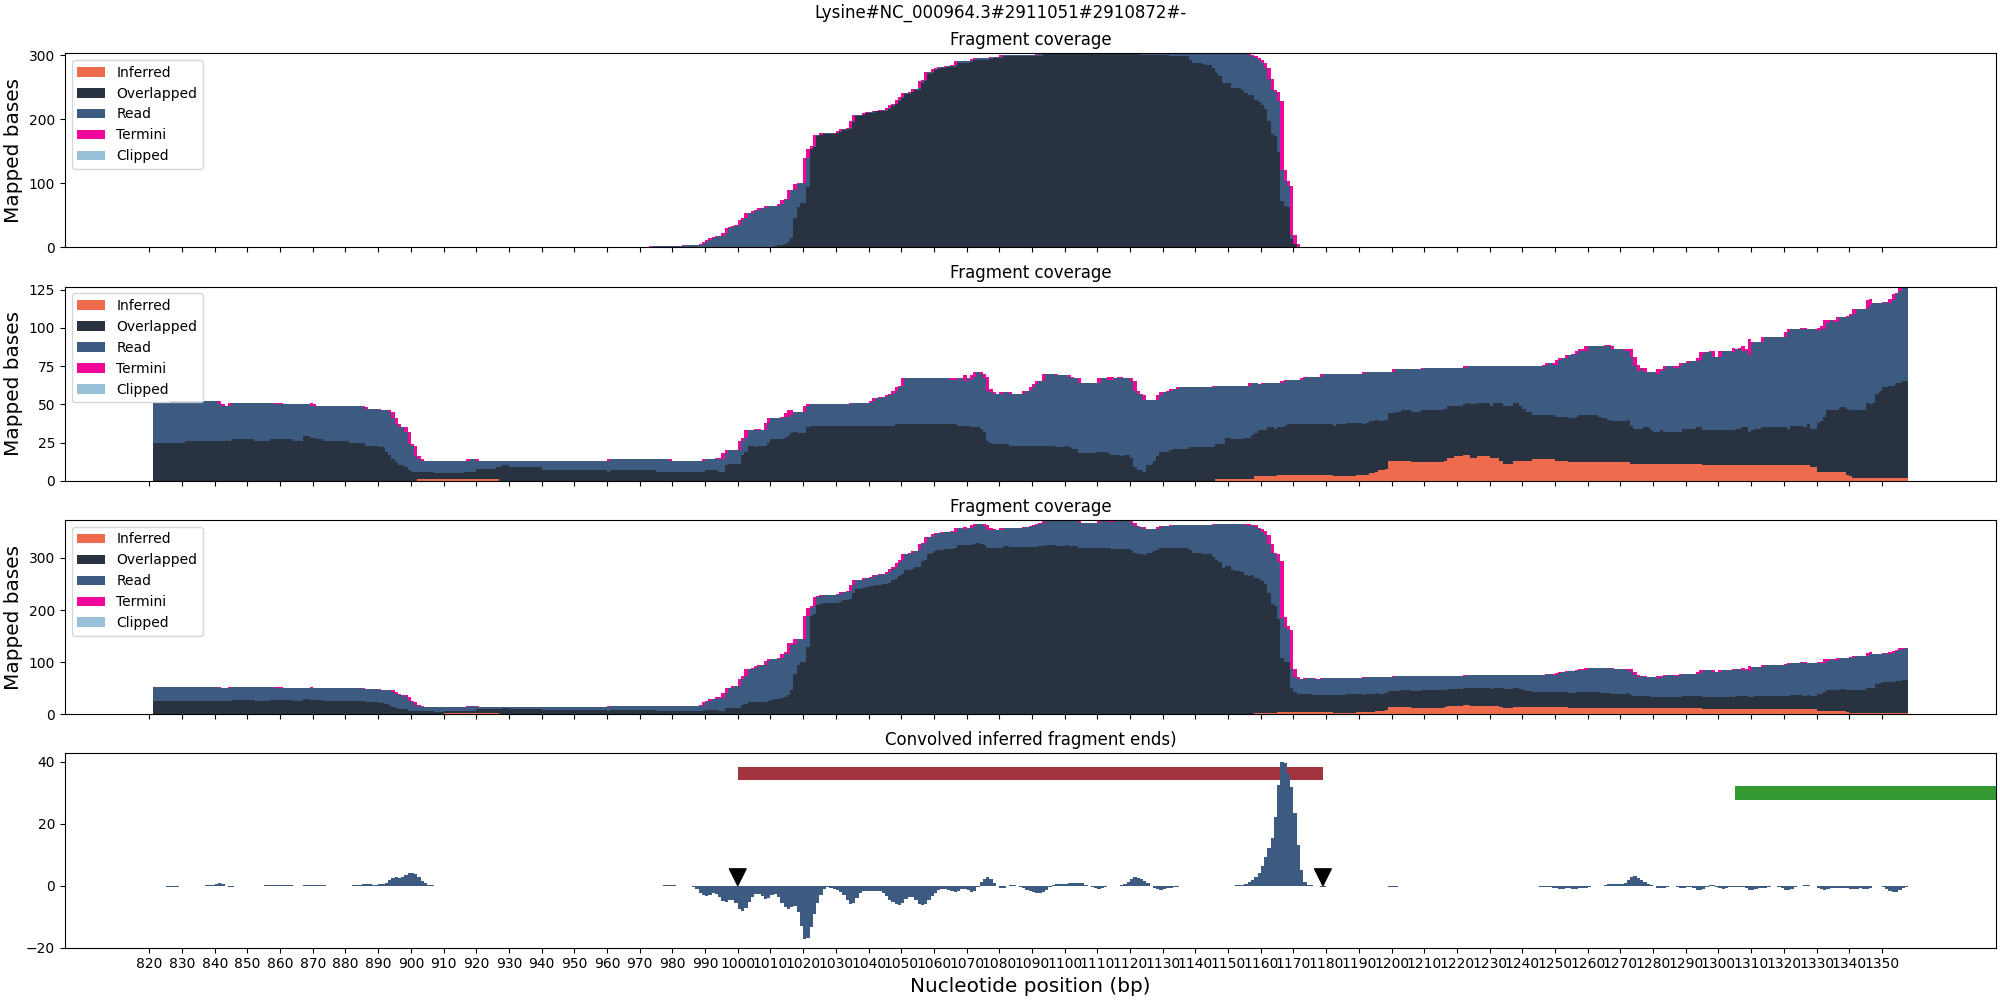 Lysine#NC_000964.3#2911051#2910872#-
Fragment coverage
Mapped bases
300
200
100
0
Inferred
Overlapped
Read
Termini
Clipped
Fragment coverage
Mapped bases
125
100
75
50
25
0
Inferred
Overlapped
Read
Termini
Clipped
Fragment coverage
Mapped bases
300
200
100
0
Inferred
Overlapped
Read
Termini
Clipped
Convolved inferred fragment ends)
40
20
0
−20
820 830 840 850 860 870 880 890 900 910 920 930 940 950 960 970 980 990 1000 1010 1020 1030 1040 1050 1060 1070 1080 1090 1100 1110 1120 1130 1140 1150 1160 1170 1180 1190 1200 1210 1220 1230 1240 1250 1260 1270 1280 1290 1300 1310 1320 1330 1340 1350
Nucleotide position (bp)